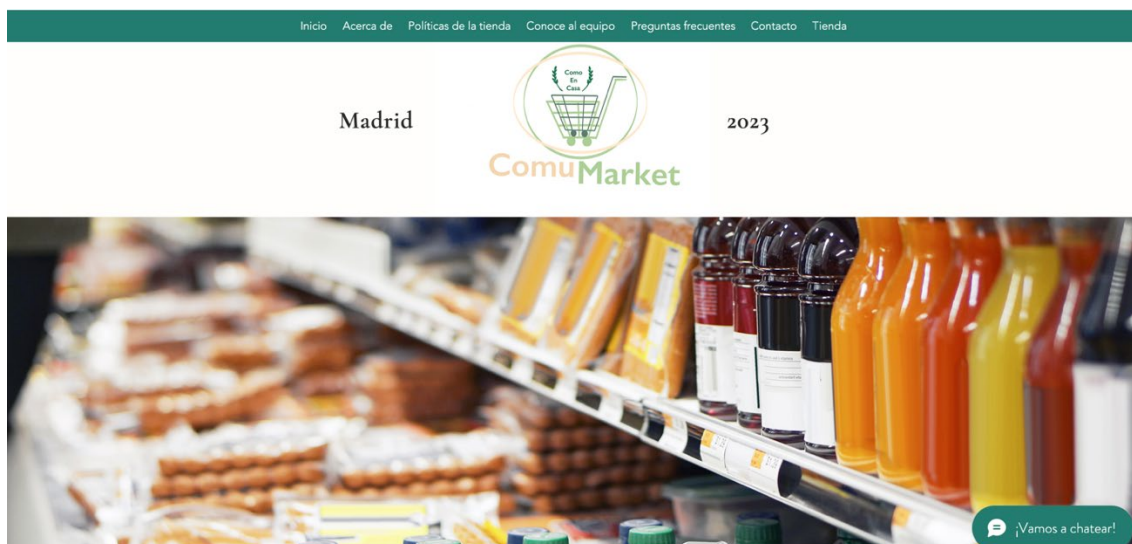 Inicio Acerca de Políticas de la tienda Conoce al equipo Preguntas frecuentes Contacto Tienda
Como
En
Casa
Madrid
2023
ComuMarket
¡Vamos a chatear!